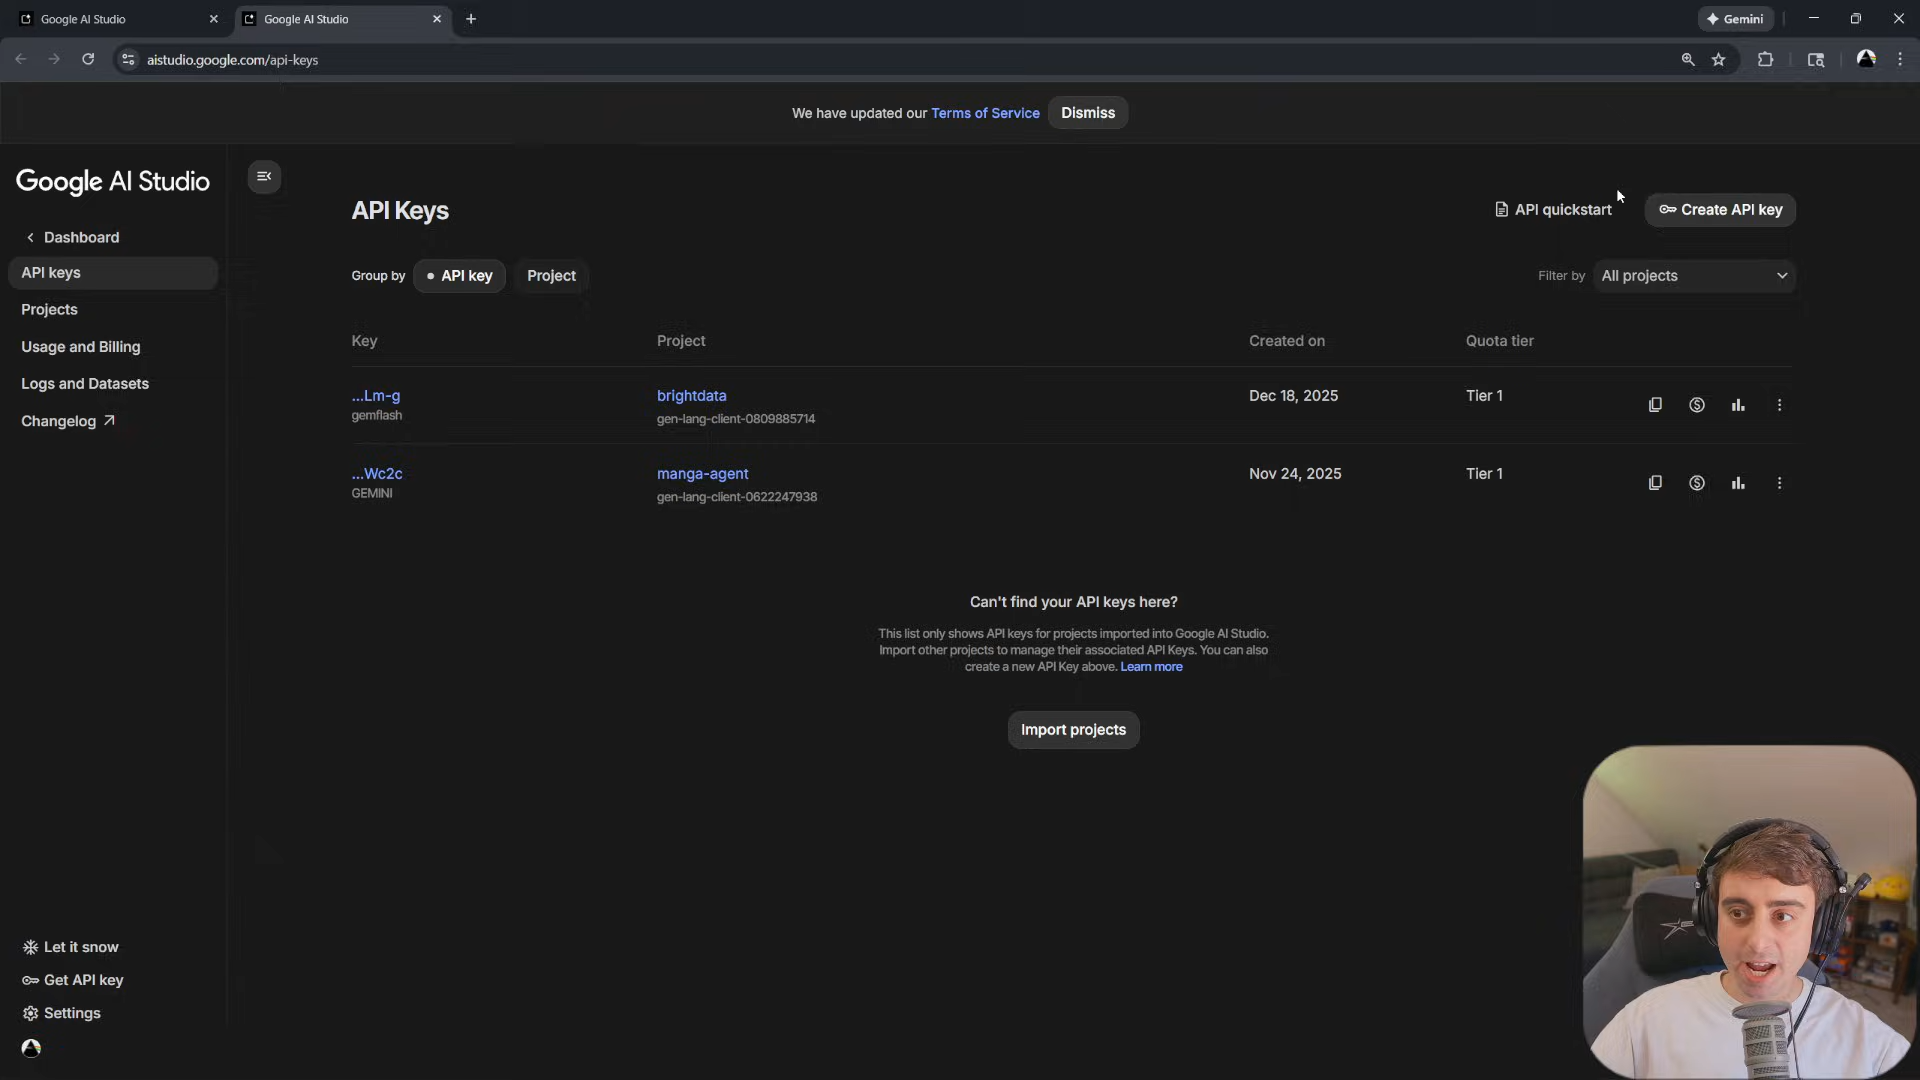 Google AI Studio
Google AI Studio
Gemini
aistudio.google.com/api-keys
We have updated our Terms of Service
Dismiss
Google AI Studio
Dashboard
API keys
Projects
Usage and Billing
Logs and Datasets
Changelog
Let it snow
Get API key
Settings
API Keys
API quickstart
Create API key
Group by
API key
Project
Filter by
All projects
Key
Project
Created on
Quota tier
...Lm-g
gemflash
brightdata
gen-lang-client-0809885714
Dec 18, 2025
Tier 1
...Wc2c
GEMINI
manga-agent
gen-lang-client-0622247938
Nov 24, 2025
Tier 1
Can't find your API keys here?
This list only shows API keys for projects imported into Google AI Studio.
Import other projects to manage their associated API Keys. You can also
create a new API Key above. Learn more
Import projects